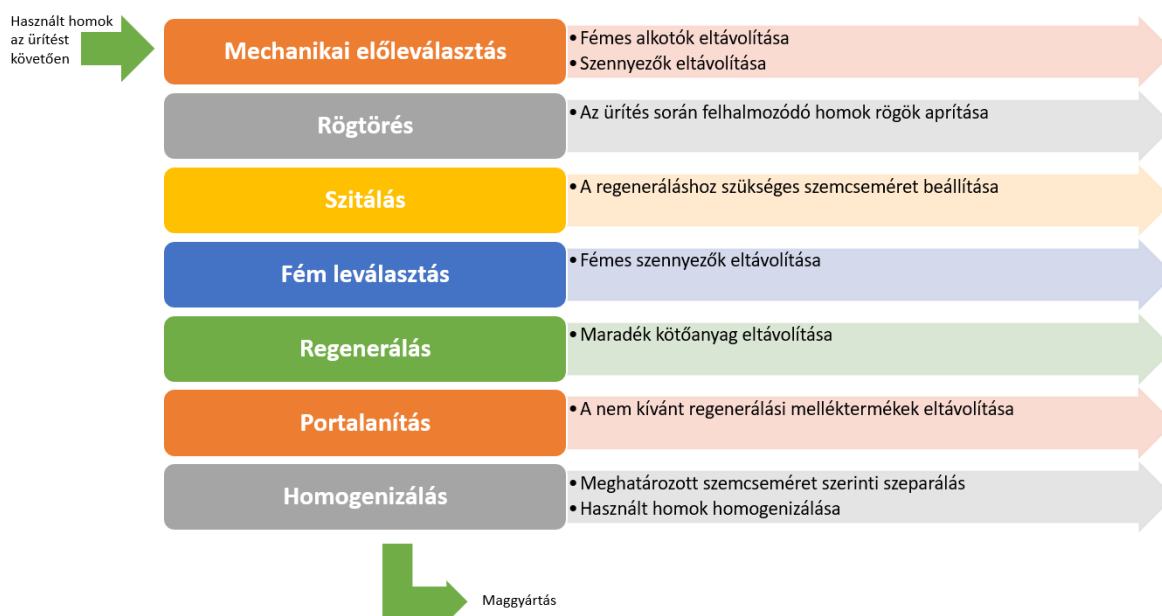 Használt homok
az ürítést
követően
Mechanikai előleválasztás
• Fémes alkotók eltávolítása
• Szennyezők eltávolítása
Rögtörés
• Az ürítés során felhalmozódó homok rögök aprítása
Szitálás
• A regeneráláshoz szükséges szemcseméret beállítása
Fém leválasztás
• Fémes szennyezők eltávolítása
Regenerálás
• Maradék kötőanyag eltávolítása
Portalanítás
• A nem kívánt regenerálási melléktermékek eltávolítása
Homogenizálás
• Meghatározott szemcseméret szerinti szeparálás
• Használt homok homogenizálása
Maggyártás